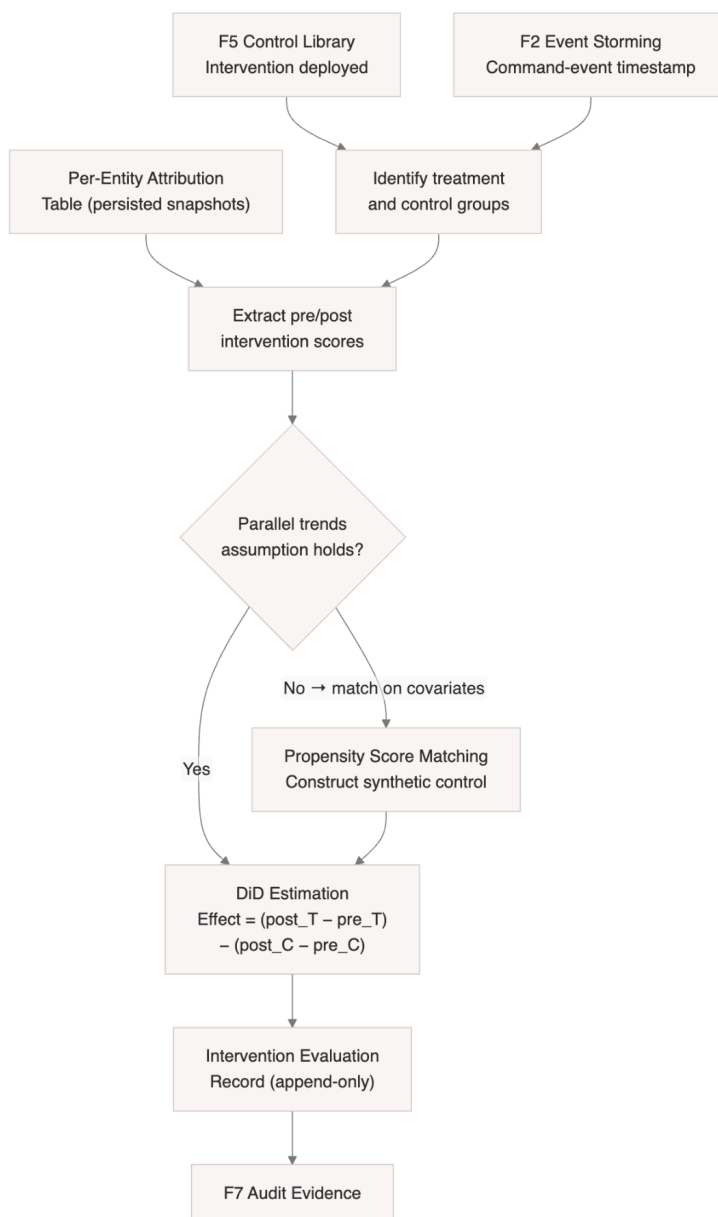 F5 Control Library
Intervention deployed
F2 Event Storming
Command-event timestamp
Per-Entity Attribution
Table (persisted snapshots)
Identify treatment
and control groups
Extract pre/post
intervention scores
Parallel trends
assumption holds?
No → match on covariates
Yes
Propensity Score Matching
Construct synthetic control
DiD Estimation
Effect = (post_T − pre_T)
− (post_C − pre_C)
Intervention Evaluation
Record (append-only)
F7 Audit Evidence